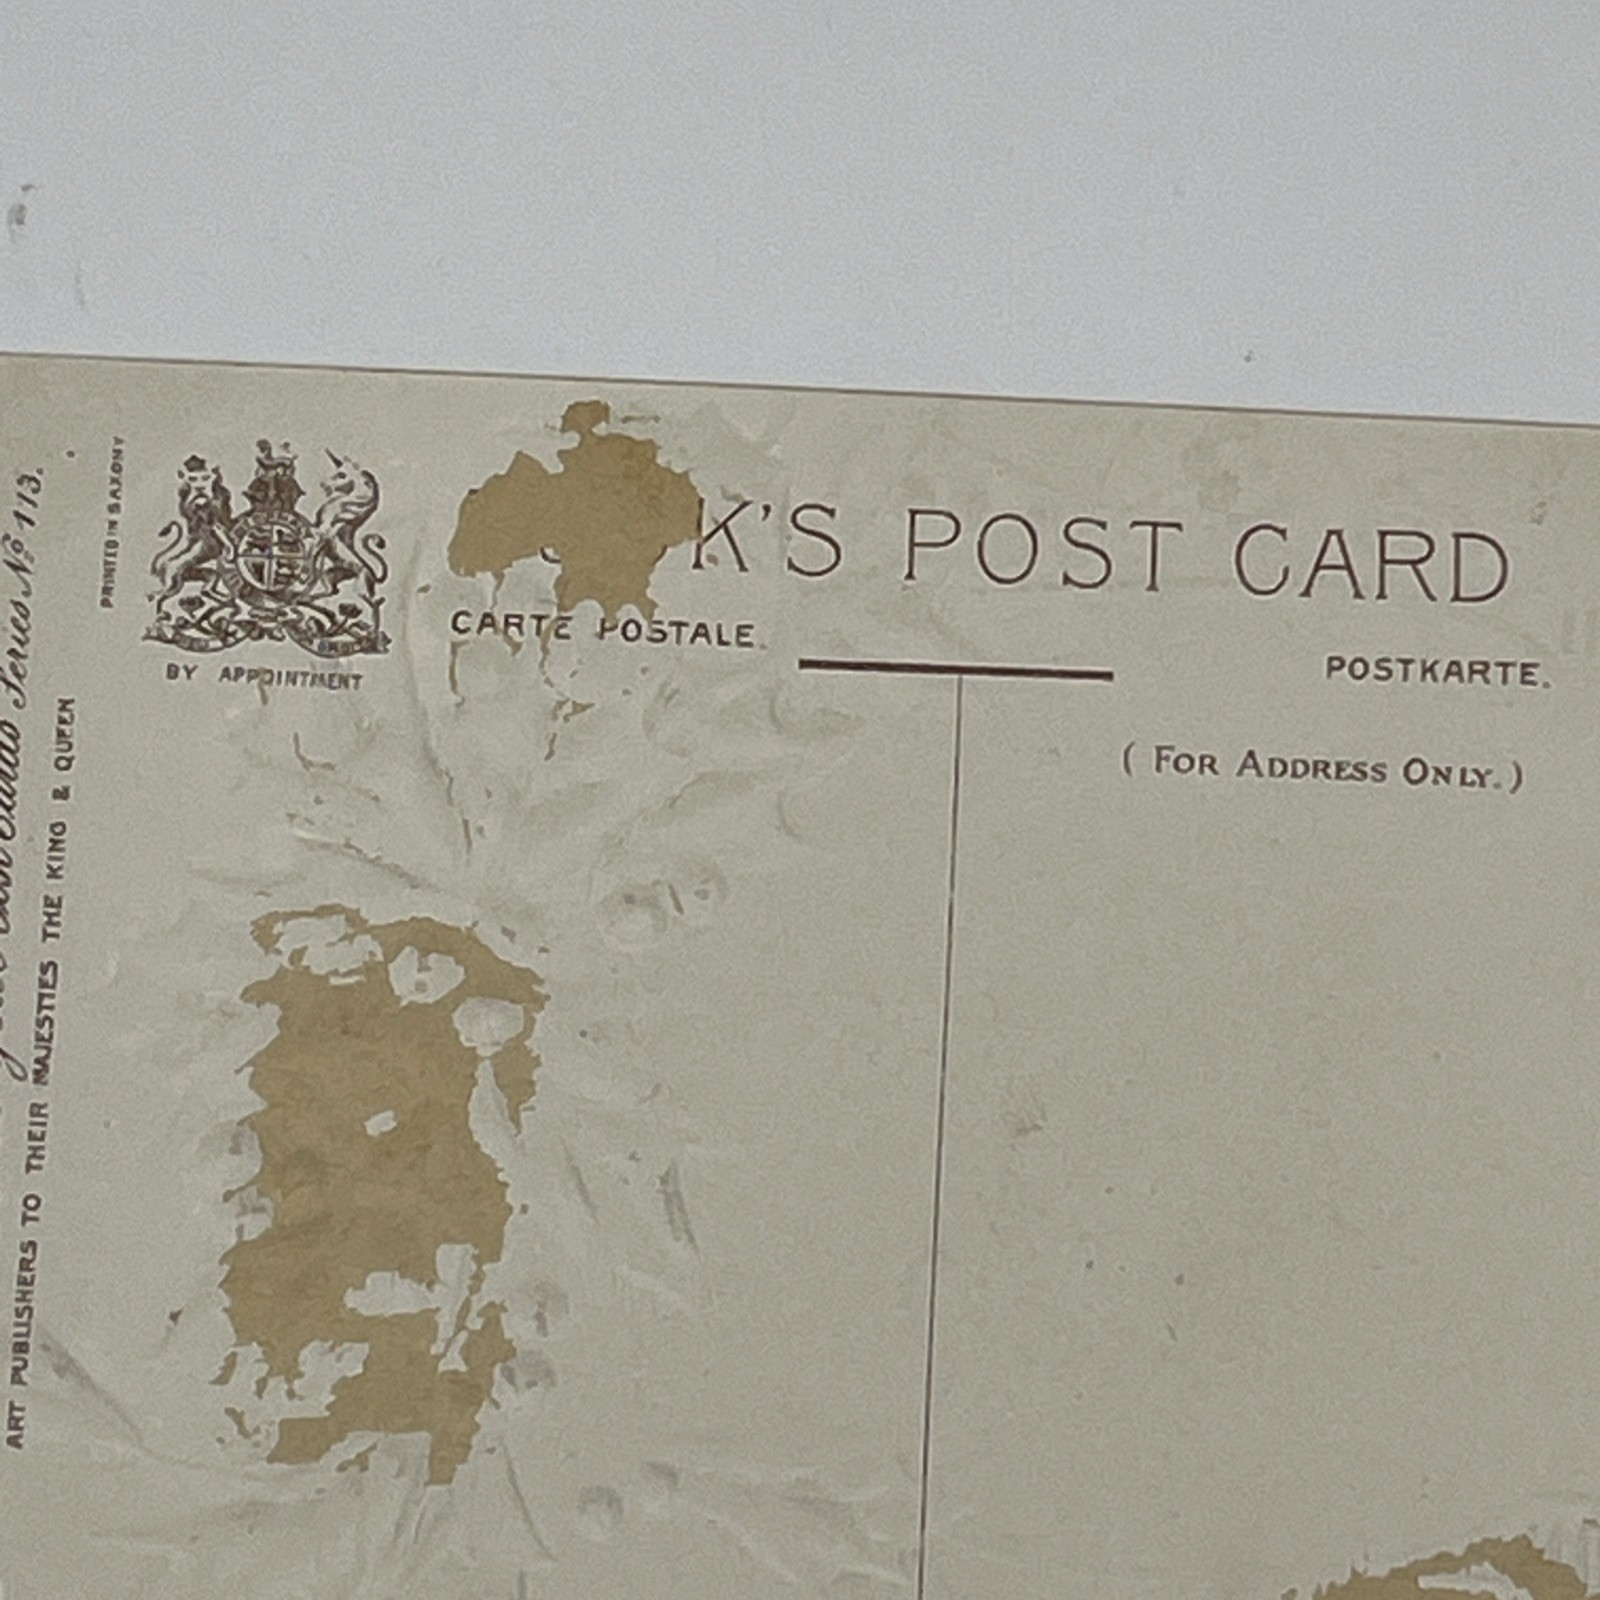 K'S POST CARD
CARTE POSTALE.
POSTKARTE.
( FOR ADDRESS ONLY.)
BY APPOINTMENT
PRINTED IN SAXONY
Series No 113.
ART PUBLISHERS TO THEIR MAJESTIES THE KING & QUEEN